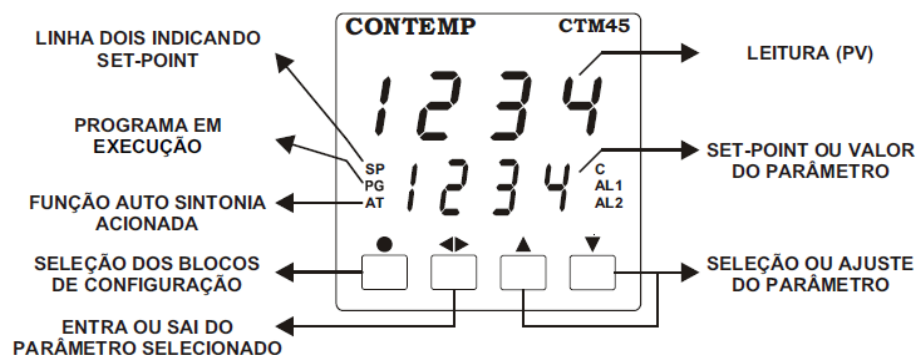 CONTEMP CTM45
LINHA DOIS INDICANDO
SET-POINT
LEITURA (PV)
1234
PROGRAMA EM
EXECUÇÃO
SET-POINT OU VALOR
DO PARÂMETRO
SP
PG
AT
1234
C
AL1
AL2
FUNÇÃO AUTO SINTONIA
ACIONADA
SELEÇÃO DOS BLOCOS
DE CONFIGURAÇÃO
SELEÇÃO OU AJUSTE
DO PARÂMETRO
ENTRA OU SAI DO
PARÂMETRO SELECIONADO